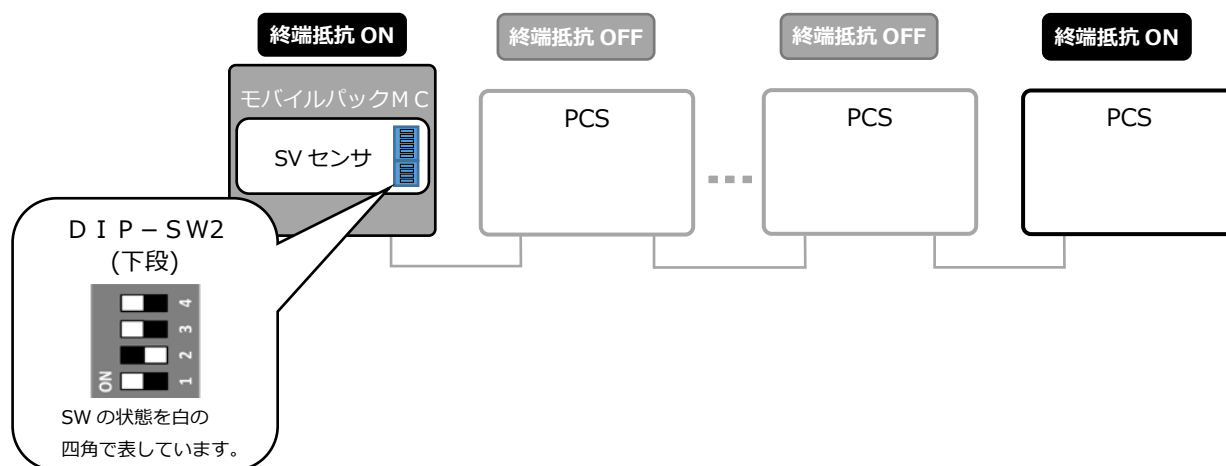 終端抵抗 ON
終端抵抗 OFF
終端抵抗 OFF
終端抵抗 ON
モバイルパックＭＣ
SV センサ
PCS
PCS
PCS
ＤＩＰ－ＳＷ2
(下段)
4
3
2
1
ON
SW の状態を白の
四角で表しています。